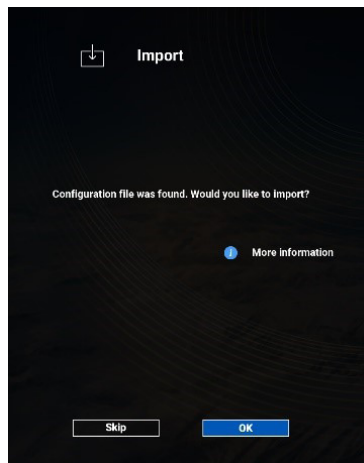 Import
Configuration file was found. Would you like to import?
More information
Skip
OK